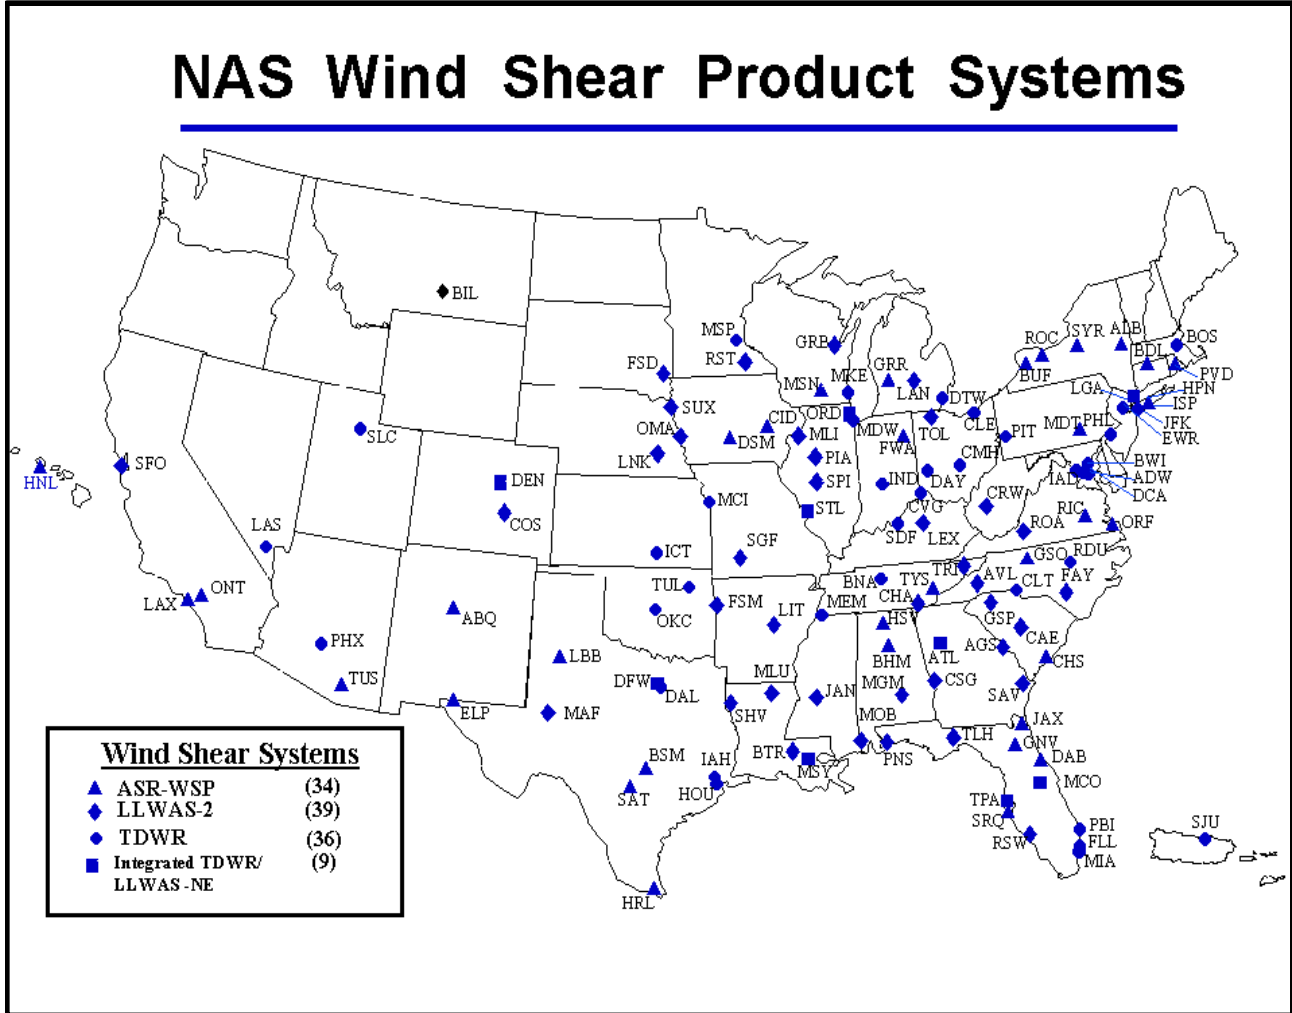 NAS Wind Shear Product Systems
BIL
MSP
RST
FSD
GRB
MSN
MKE
GRR
LAN
ROC
SYR
ALB
BOS
BUF
BDL
PVD
LGA
HPN
ISP
JFK
EWR
SUX
OMA
LNK
DSM
CID
MLI
ORD
MDW
FWA
TOL
DTW
CLE
PIT
MDT
PHL
SLC
SFO
HNL
DEN
COS
PIA
SPI
STL
IND
DAY
CMH
CVG
CRW
IAD
BWI
ADW
DCA
MCI
LAS
ICT
SGF
SDF
LEX
ROA
RIC
ORF
LAX
ONT
TUL
OKC
FSM
LIT
BNA
MEM
TYS
CHA
TRI
AVL
GSO
RDU
CLT
FAY
ABQ
PHX
TUS
ELP
LBB
MAF
DFW
DAL
MLU
SHV
JAN
HSV
BHM
MGM
MOB
ATL
CSG
GSP
CAE
AGS
CHS
SAV
Wind Shear Systems
ASR-WSP (34)
LLWAS-2 (39)
TDWR (36)
Integrated TDWR/ (9)
LLWAS -NE
BSM
SAT
IAH
HOU
HRL
BTR
MSY
PNS
TLH
JAX
GNV
DAB
MCO
TPA
SRQ
RSW
PBI
FLL
MIA
SJU